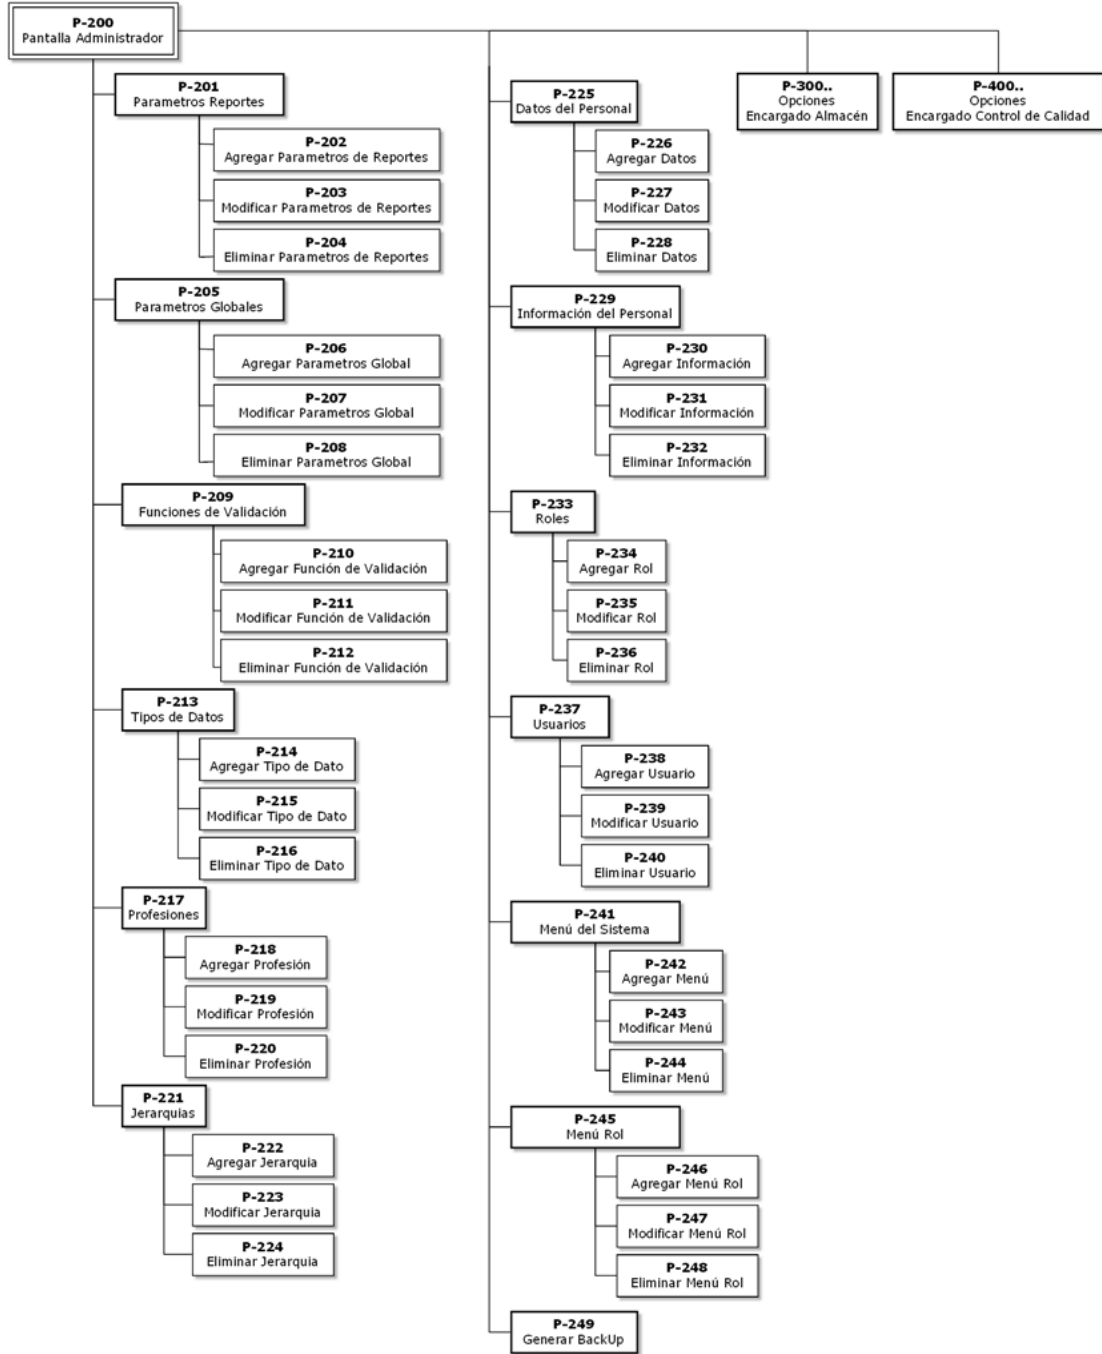 P-200
Pantalla Administrador
P-201
Parametros Reportes
P-202
Agregar Parametros de Reportes
P-203
Modificar Parametros de Reportes
P-204
Eliminar Parametros de Reportes
P-205
Parametros Globales
P-206
Agregar Parametros Global
P-207
Modificar Parametros Global
P-208
Eliminar Parametros Global
P-209
Funciones de Validación
P-210
Agregar Función de Validación
P-211
Modificar Función de Validación
P-212
Eliminar Función de Validación
P-213
Tipos de Datos
P-214
Agregar Tipo de Dato
P-215
Modificar Tipo de Dato
P-216
Eliminar Tipo de Dato
P-217
Profesiones
P-218
Agregar Profesión
P-219
Modificar Profesión
P-220
Eliminar Profesión
P-221
Jerarquias
P-222
Agregar Jerarquia
P-223
Modificar Jerarquia
P-224
Eliminar Jerarquia
P-225
Datos del Personal
P-226
Agregar Datos
P-227
Modificar Datos
P-228
Eliminar Datos
P-229
Información del Personal
P-230
Agregar Información
P-231
Modificar Información
P-232
Eliminar Información
P-233
Roles
P-234
Agregar Rol
P-235
Modificar Rol
P-236
Eliminar Rol
P-237
Usuarios
P-238
Agregar Usuario
P-239
Modificar Usuario
P-240
Eliminar Usuario
P-241
Menú del Sistema
P-242
Agregar Menú
P-243
Modificar Menú
P-244
Eliminar Menú
P-245
Menú Rol
P-246
Agregar Menú Rol
P-247
Modificar Menú Rol
P-248
Eliminar Menú Rol
P-249
Generar BackUp
P-300..
Opciones
Encargado Almacén
P-400..
Opciones
Encargado Control de Calidad